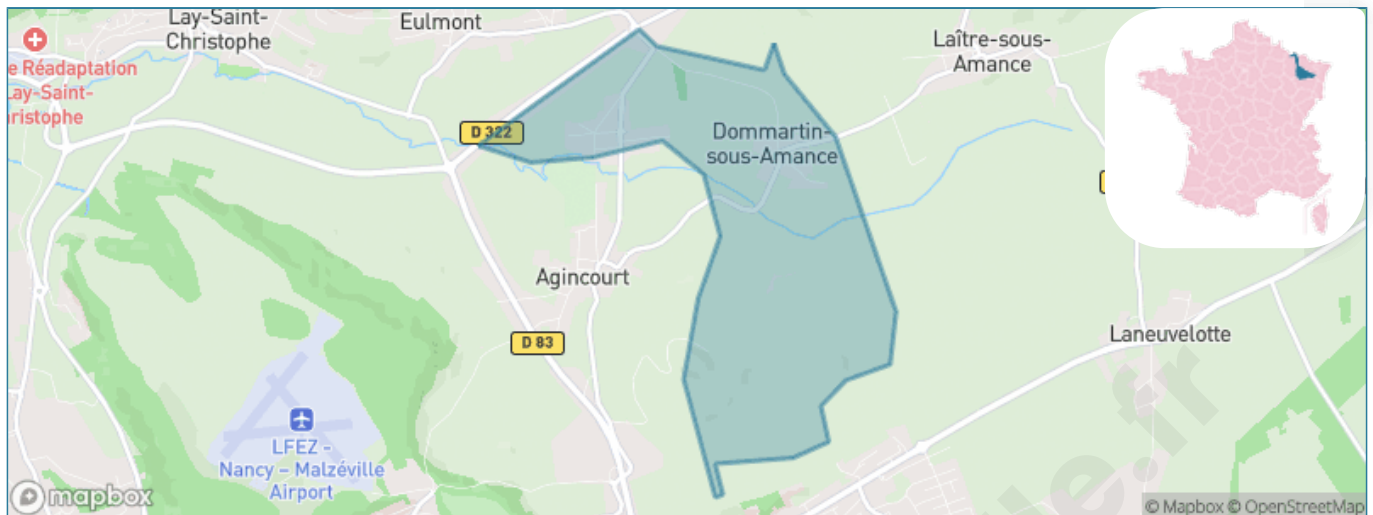 Lay-Saint-
Christophe
Eulmont
Laître-sous-
Amance
e Réadaptation
Lay-Saint-
hristophe
D 322
Dommartin-
sous-Amance
Agincourt
D 83
Laneuvelotte
LFEZ -
Nancy – Malzéville
Airport
mapbox
© Mapbox © OpenStreetMap